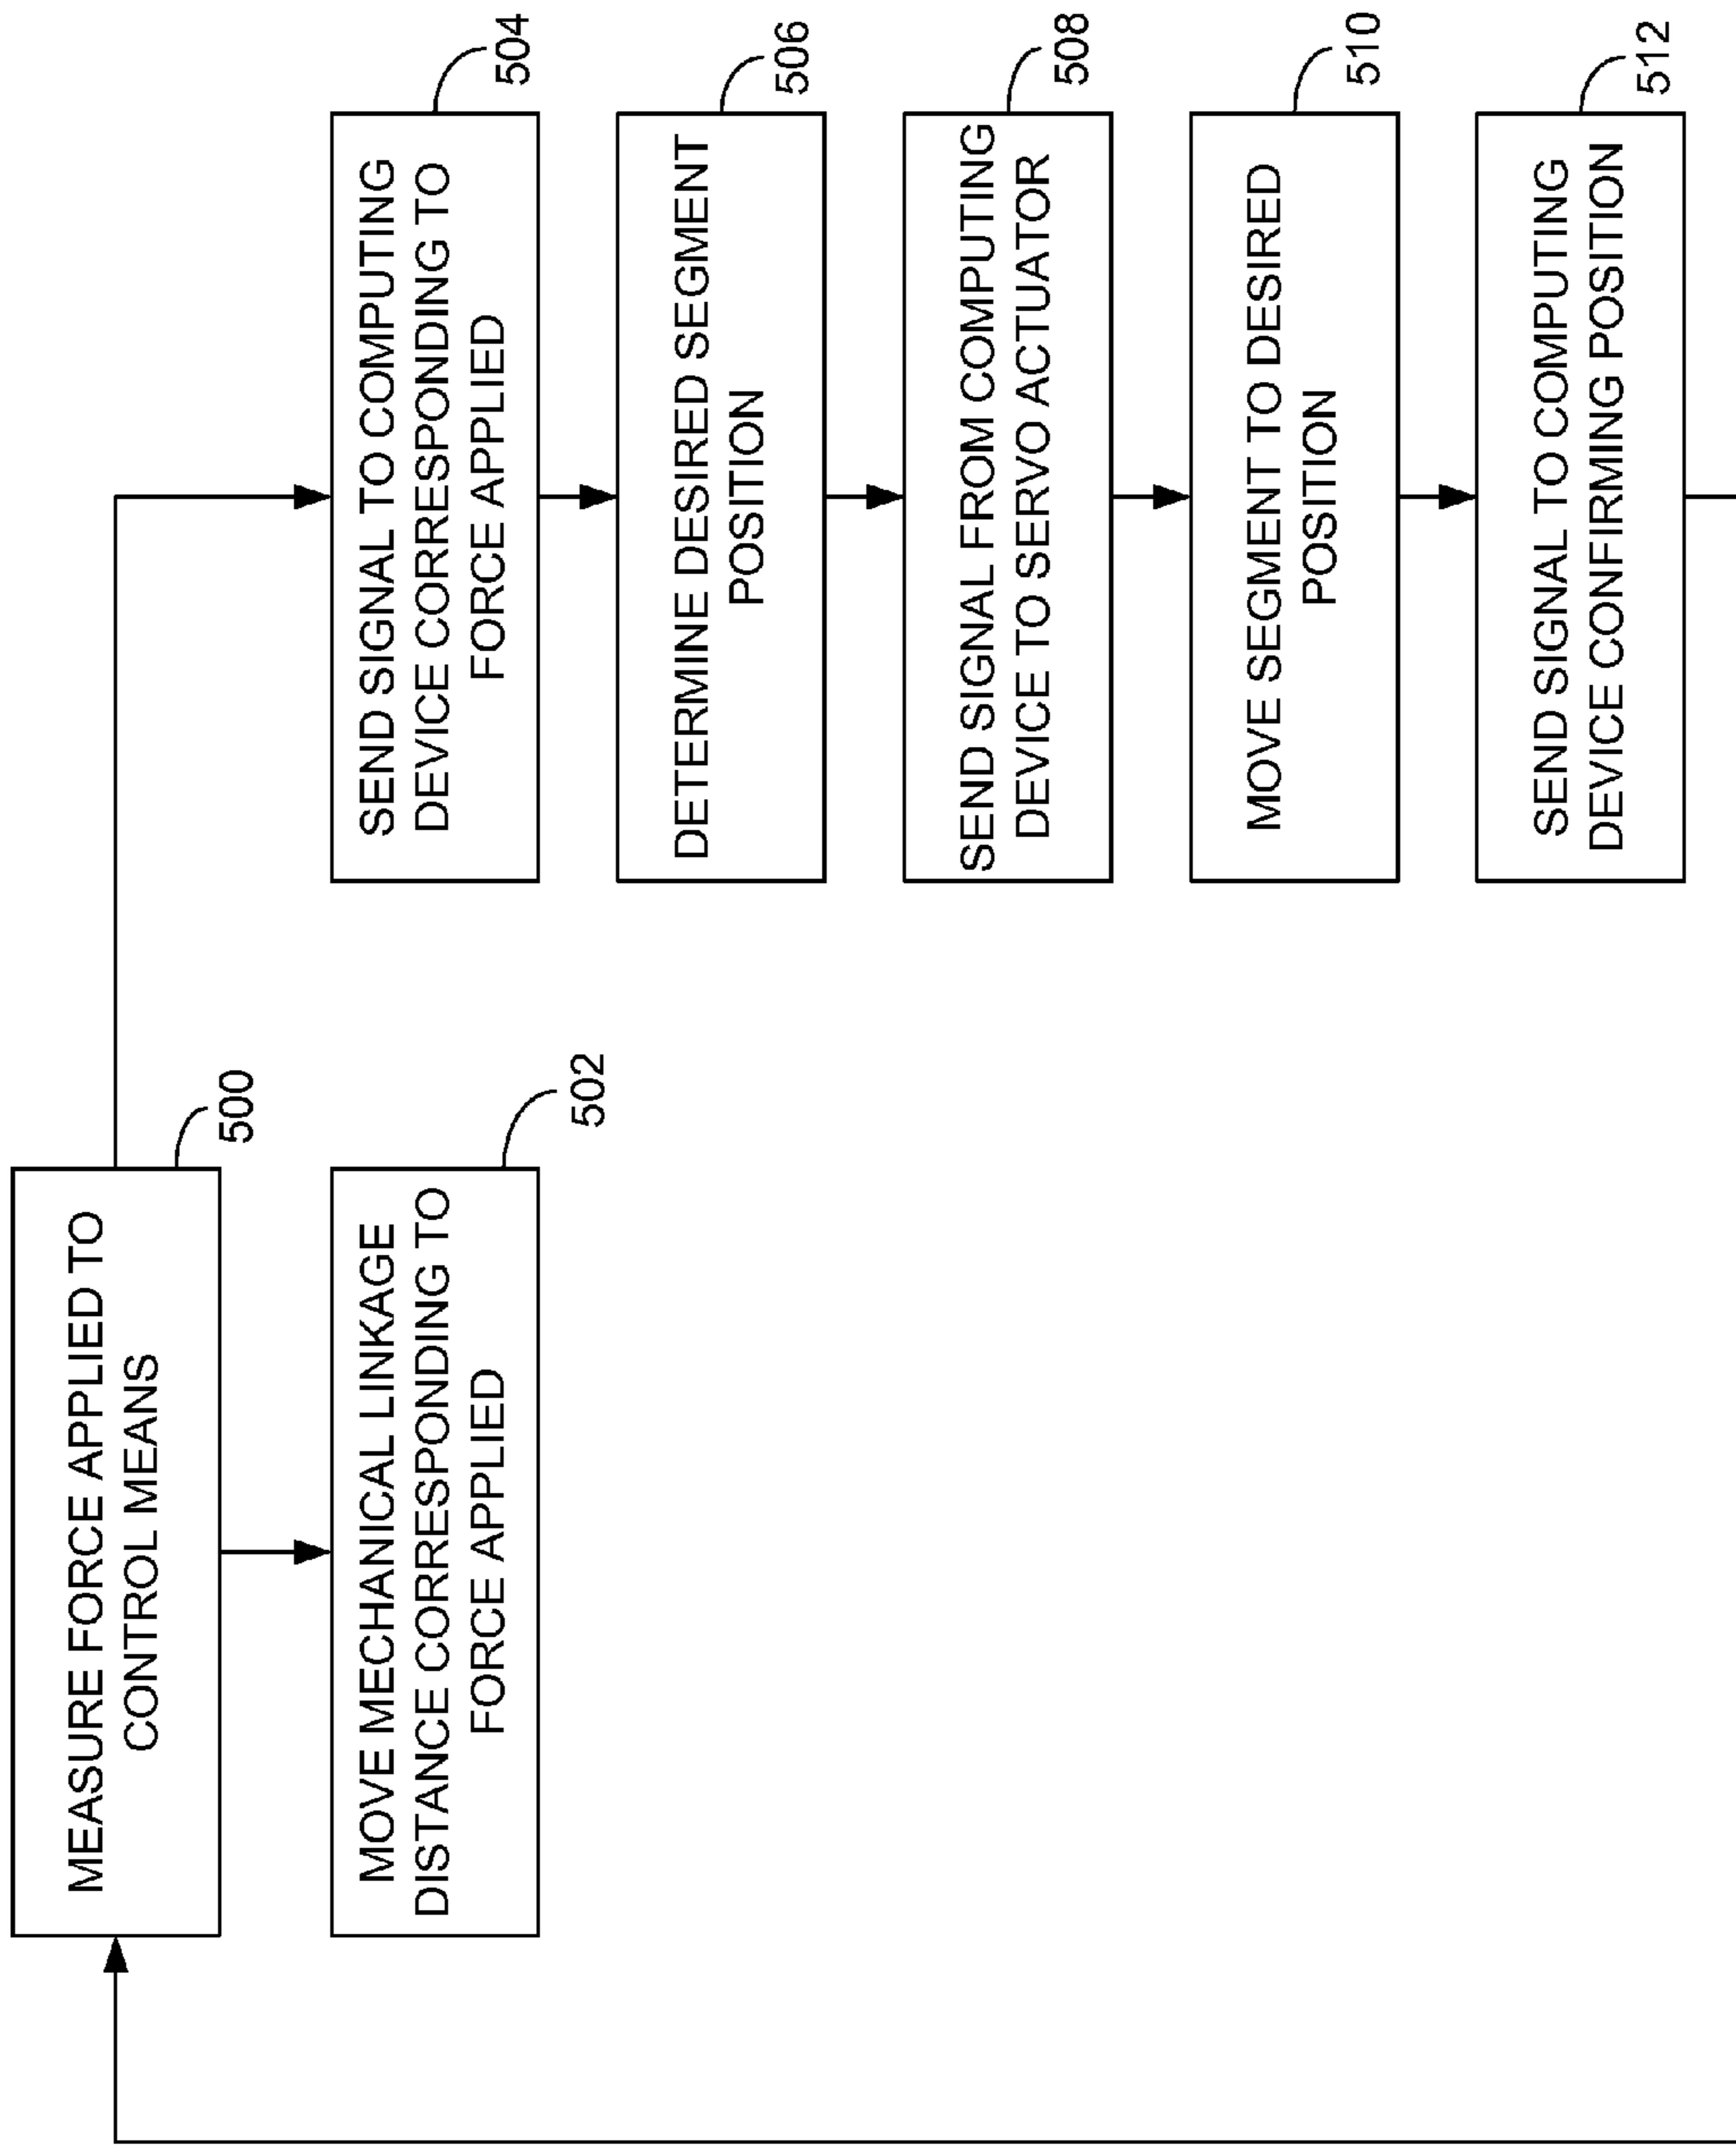 MEASURE FORCE APPLIED TO
CONTROL MEANS
500
MOVE MECHANICAL LINKAGE
DISTANCE CORRESPONDING TO
FORCE APPLIED
502
SEND SIGNAL TO COMPUTING
DEVICE CORRESPONDING TO
FORCE APPLIED
504
DETERMINE DESIRED SEGMENT
POSITION
506
SEND SIGNAL FROM COMPUTING
DEVICE TO SERVO ACTUATOR
508
MOVE SEGMENT TO DESIRED
POSITION
510
SEND SIGNAL TO COMPUTING
DEVICE CONFIRMING POSITION
512